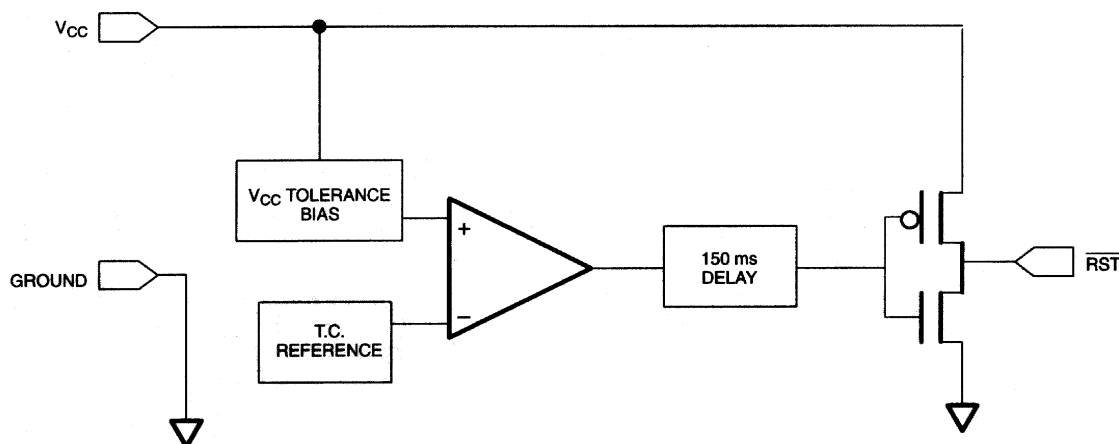 VCC
VCC TOLERANCE
BIAS
+
150 ms
DELAY
RST
GROUND
−
T.C.
REFERENCE